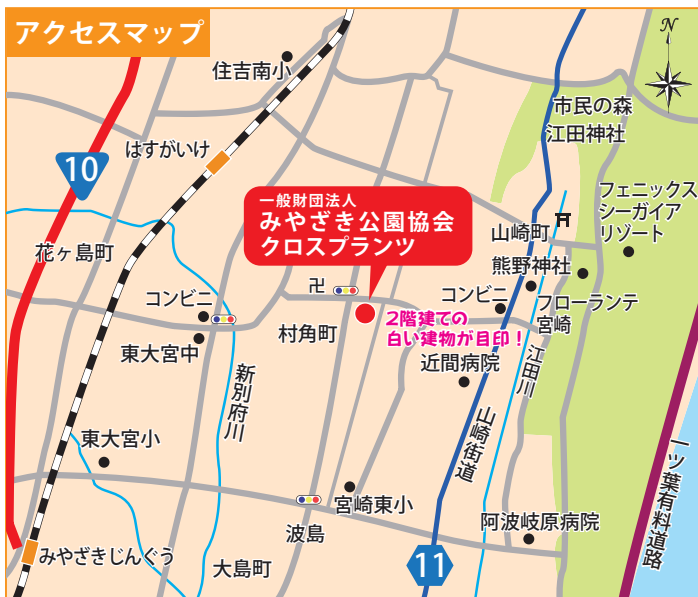 アクセスマップ
N
住吉南小
はすがいけ
10
市民の森
江田神社
フェニックス
シーガイア
リゾート
一般財団法人
みやざき公園協会
クロスプランツ
花ヶ島町
山崎町
熊野神社
コンビニ
卍
コンビニ
フローランテ
宮崎
村角町
2階建ての
白い建物が目印！
東大宮中
近間病院
江田川
新別府川
山崎街道
東大宮小
一ツ葉有料道路
宮崎東小
波島
阿波岐原病院
みやざきじんぐう
大島町
11